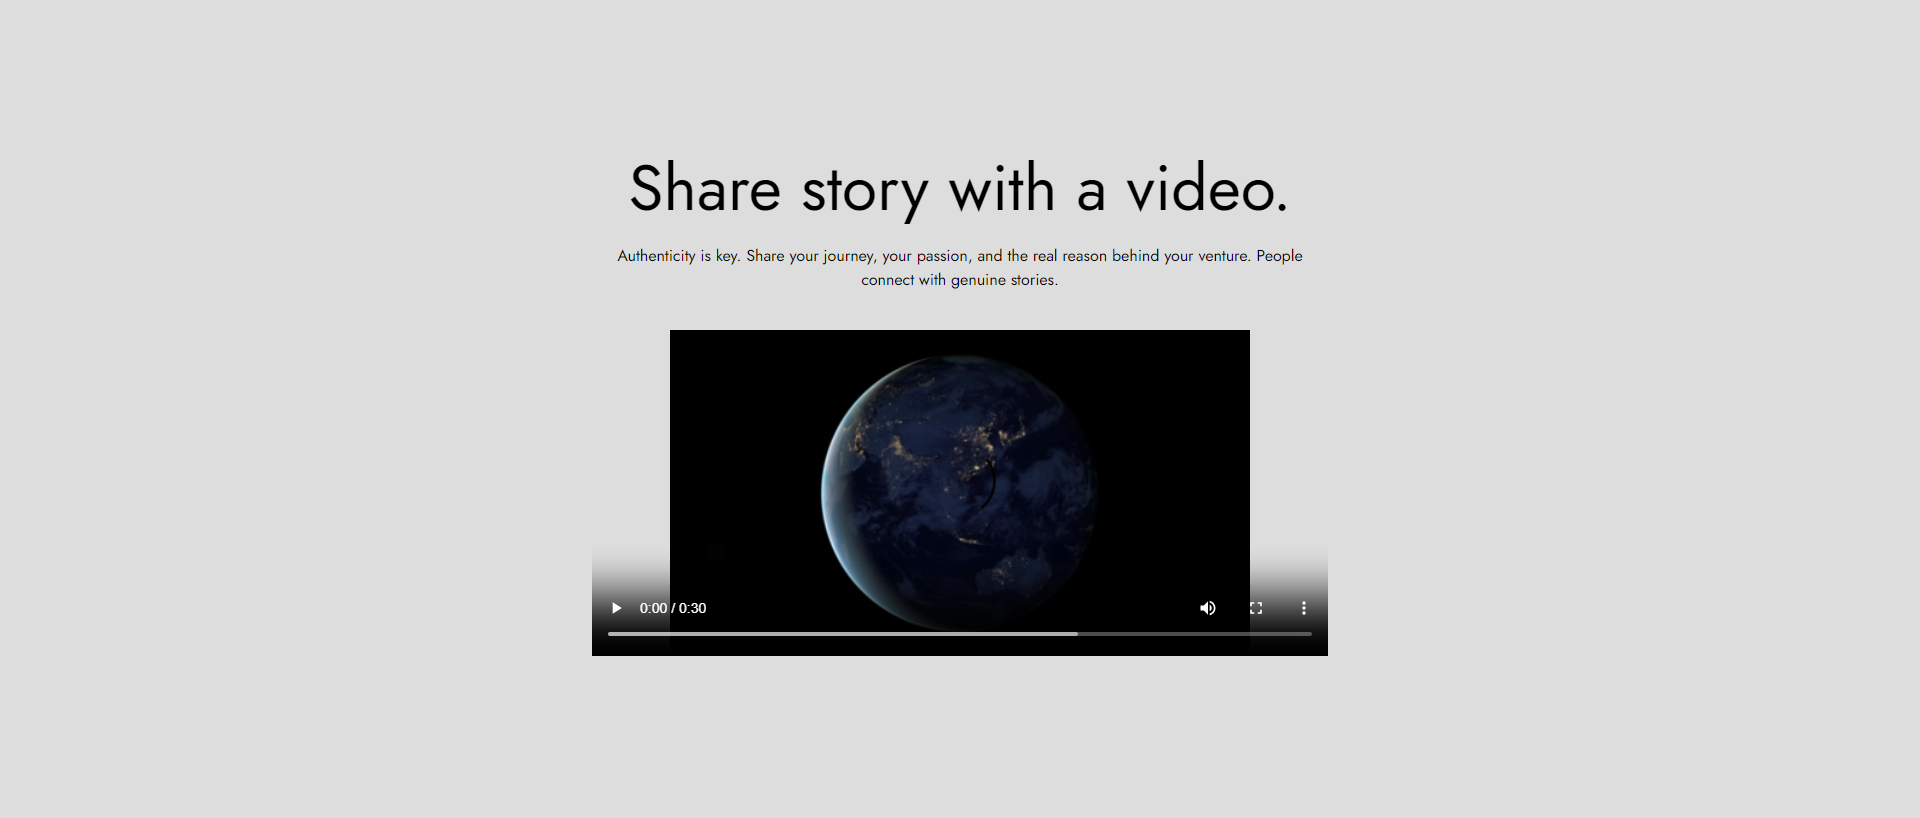 Share story with a video.
Authenticity is key. Share your journey, your passion, and the real reason behind your venture. People
connect with genuine stories.
0:00 / 0:30